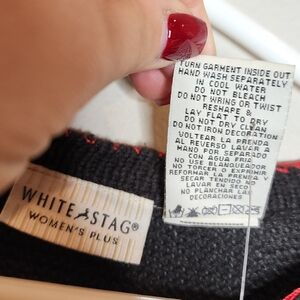 TURN GARMENT INSIDE OUT
HAND WASH SEPARATELY
IN COOL WATER
DO NOT BLEACH
DO NOT WRING OR TWIST
RESHAPE &
LAY FLAT TO DRY
DO NOT DRY CLEAN
DO NOT IRON DECORATION
VOLTEAR LA PRENDA
AL REVERSO LAVAR A
MANO POR SEPARADO
CON AGUA FRIA
NO USE BLANQUEADOR
NO TORCER O EXPRIMIR
REFORMAR LA PRENDA Y
SECAR TENDIDO NO
LAVAR EN SECO
NO PLANCHAR LAS
DECORACIONES
WHITE STAG®
WOMEN'S PLUS